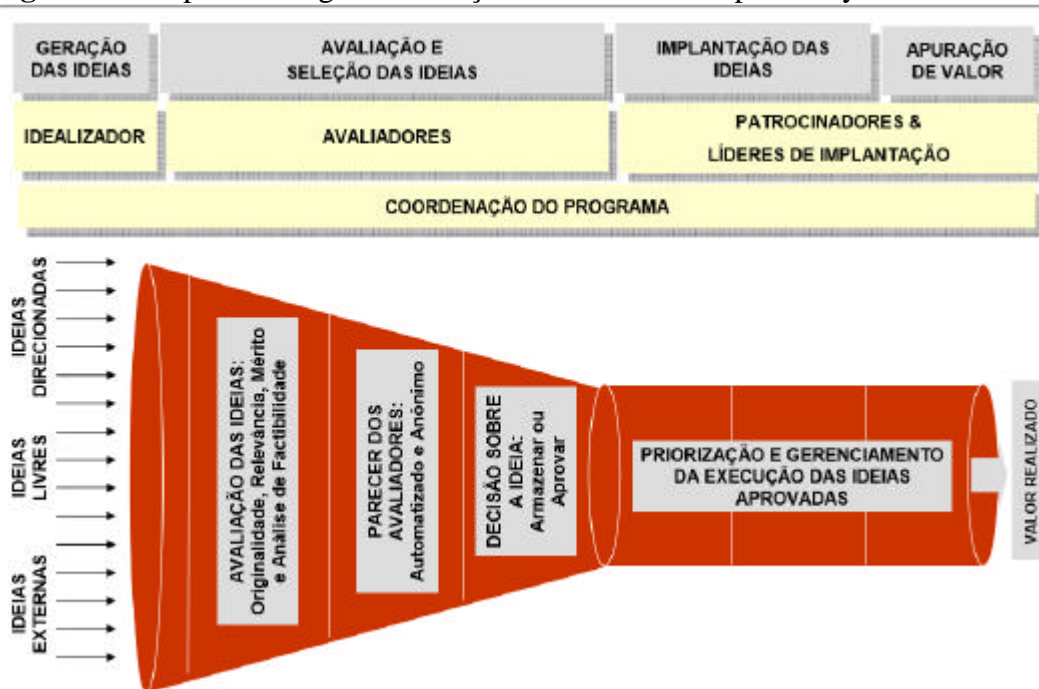 GERAÇÃO
DAS IDEIAS
AVALIAÇÃO E
SELEÇÃO DAS IDEIAS
IMPLANTAÇÃO DAS
IDEIAS
APURAÇÃO
DE VALOR
IDEALIZADOR
AVALIADORES
PATROCINADORES &
LÍDERES DE IMPLANTAÇÃO
COORDENAÇÃO DO PROGRAMA
IDEIAS
DIRECIONADAS
IDEIAS
LIVRES
IDEIAS
EXTERNAS
AVALIAÇÃO DAS IDEIAS:
Originalidade, Relevância, Mérito
e Análise de Factibilidade
PARECER DOS
AVALIADORES:
Automatizado e Anônimo
DECISÃO SOBRE
A IDEIA:
Armazenar ou
Aprovar
PRIORIZAÇÃO E GERENCIAMENTO
DA EXECUÇÃO DAS IDEIAS
APROVADAS
VALOR REALIZADO